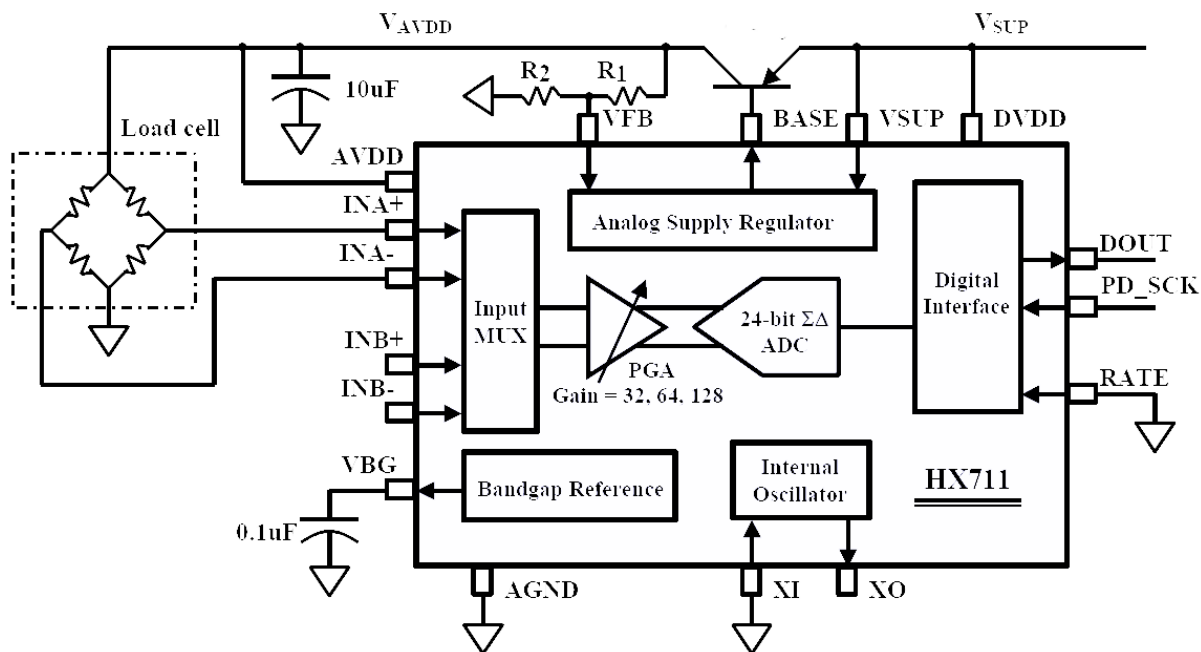 V_AVDD
V_SUP
10uF
R2
R1
VFB
BASE
VSUP
DVDD
Load cell
AVDD
INA+
INA-
INB+
INB-
VBG
0.1uF
Analog Supply Regulator
Input
MUX
PGA
Gain = 32, 64, 128
24-bit ΣΔ
ADC
Digital
Interface
DOUT
PD_SCK
RATE
Bandgap Reference
Internal
Oscillator
HX711
AGND
XI
XO